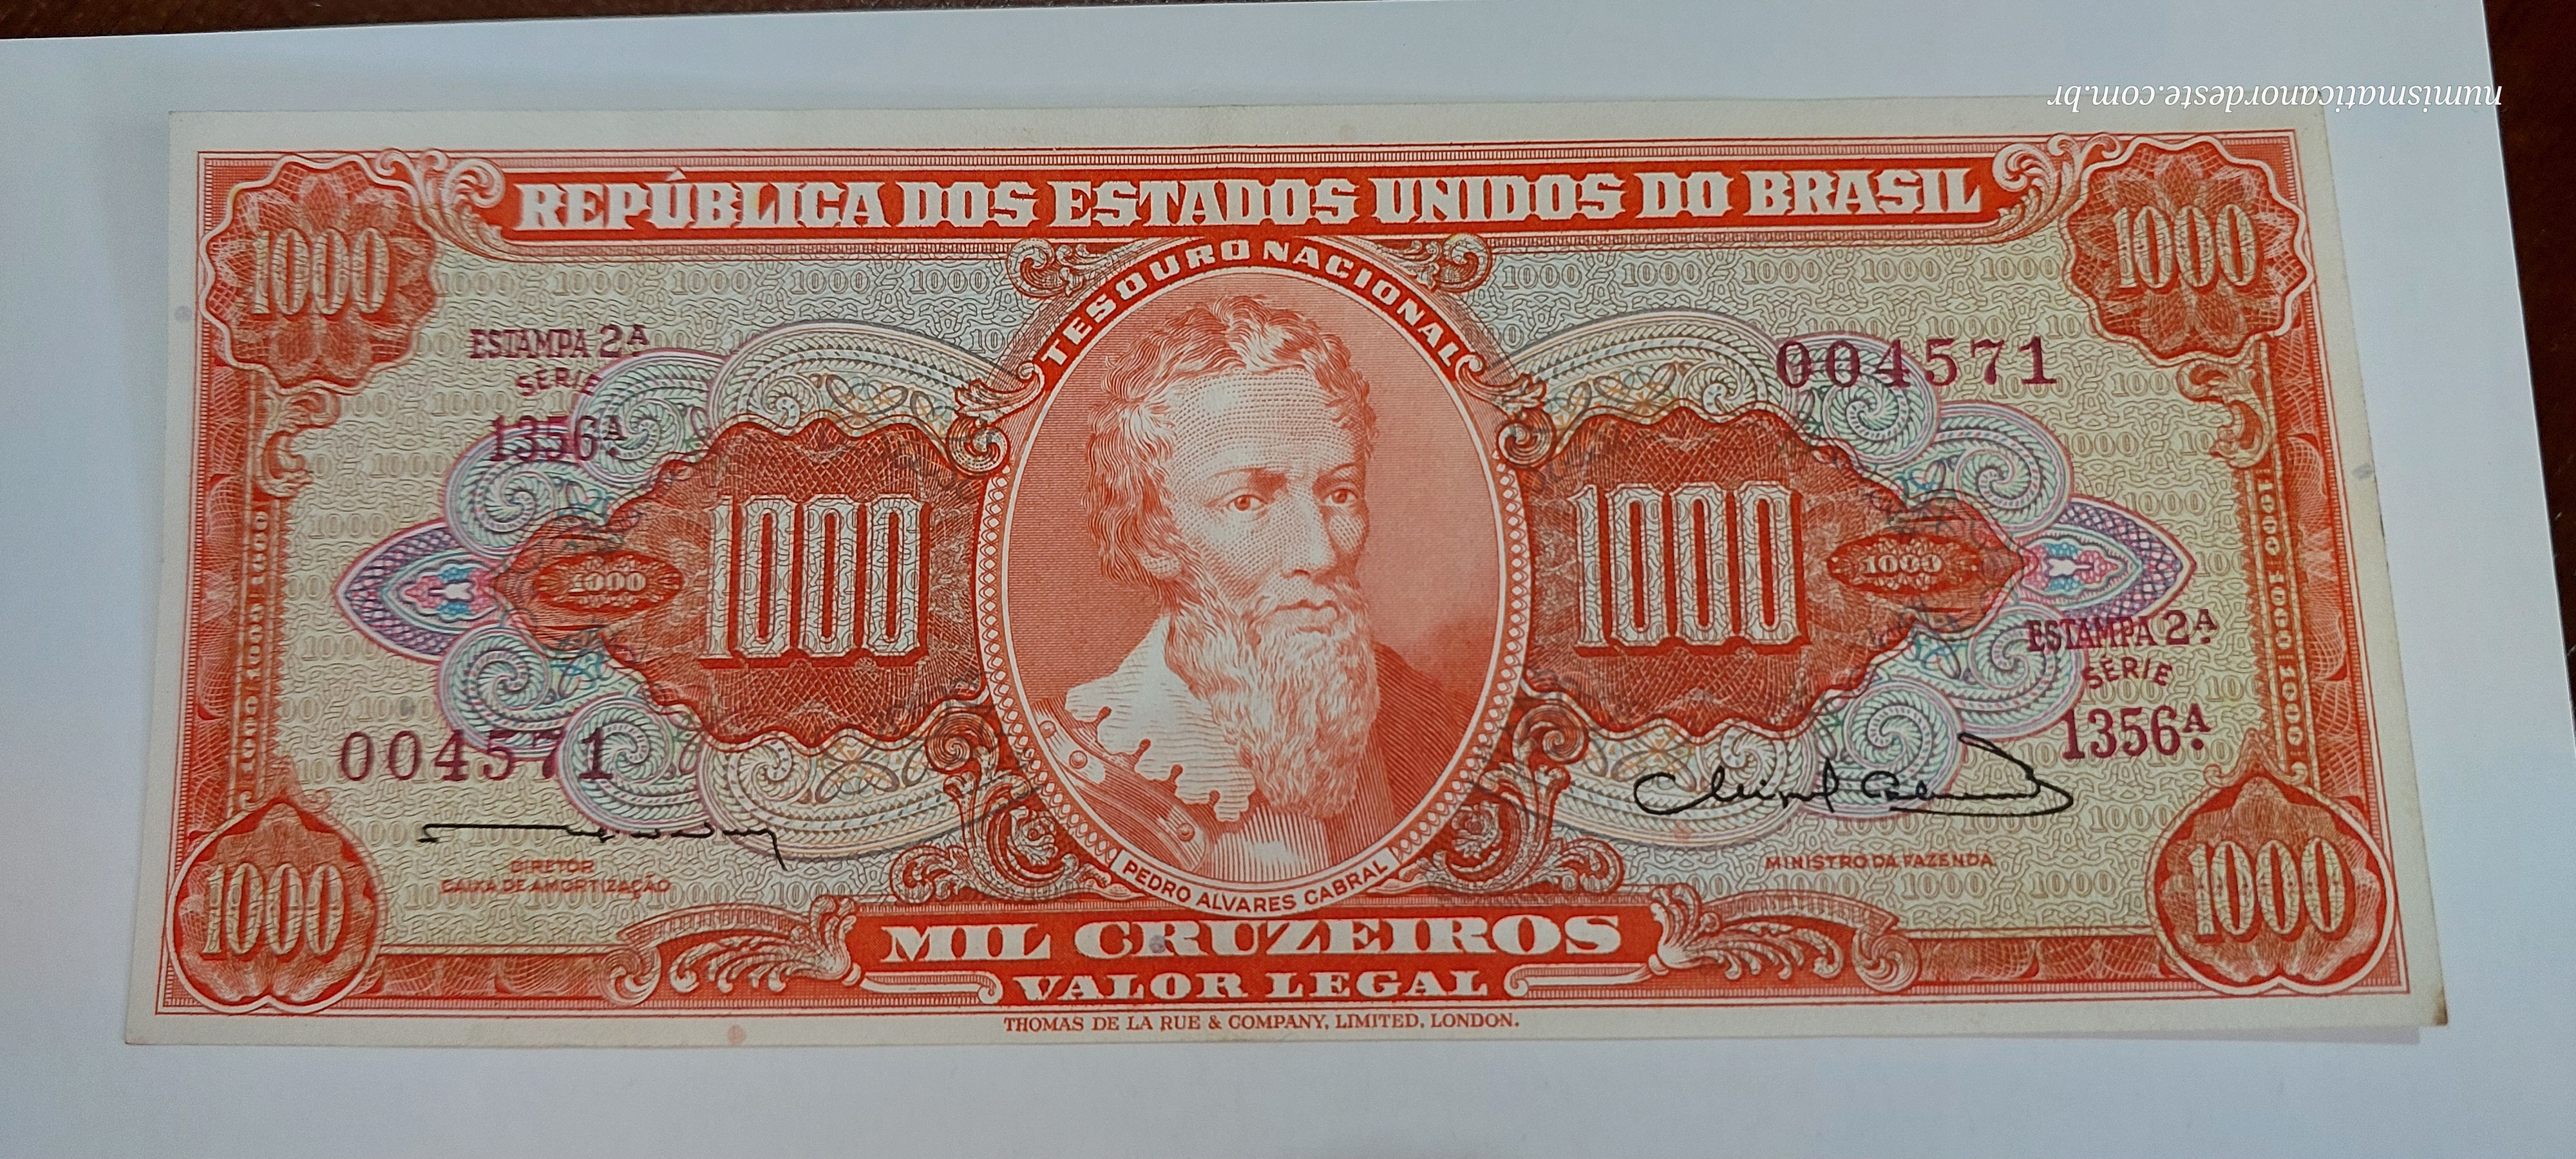 numismaticanordeste.com.br
REPÚBLICA DOS ESTADOS UNIDOS DO BRASIL
1000
1000
TESOURO NACIONAL
ESTAMPA 2ª
SÉRIE
1356ª
004571
1000
1000
1000
1000
ESTAMPA 2ª
SÉRIE
1356ª
004571
DIRETOR
CAIXA DE AMORTIZAÇÃO
MINISTRO DA FAZENDA
PEDRO ALVARES CABRAL
1000
1000
MIL CRUZEIROS
VALOR LEGAL
THOMAS DE LA RUE & COMPANY, LIMITED, LONDON.